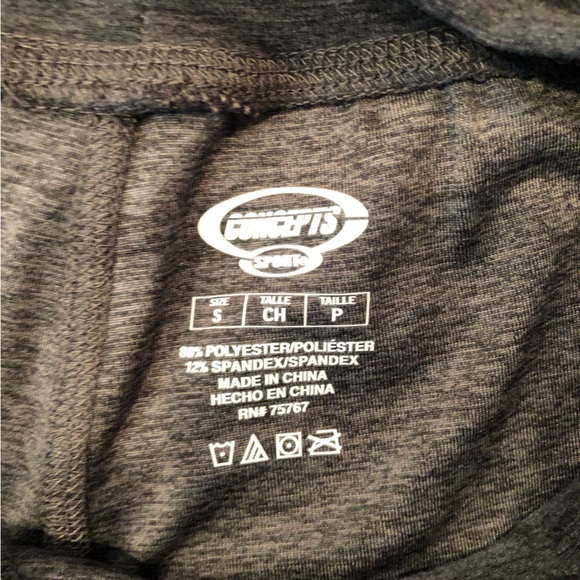 CONCEPTS
SPORT®
SIZE TALLE TAILLE
S CH P
88% POLYESTER/POLIÉSTER
12% SPANDEX/SPANDEX
MADE IN CHINA
HECHO EN CHINA
RN# 75767